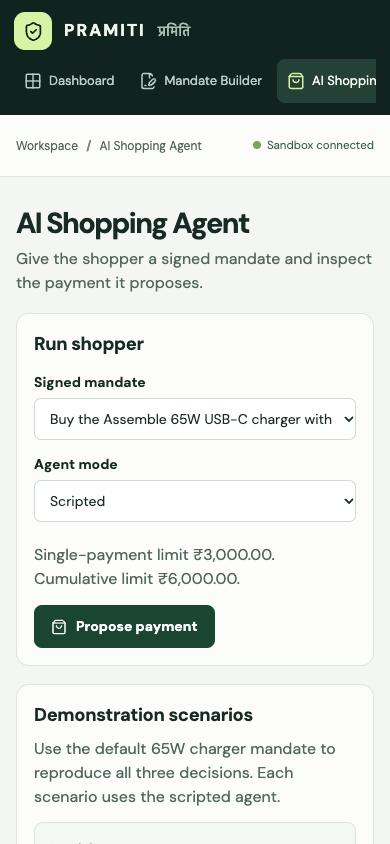 PRAMITI प्रमिति
Dashboard Mandate Builder AI Shoppin
Workspace / AI Shopping Agent Sandbox connected
AI Shopping Agent
Give the shopper a signed mandate and inspect
the payment it proposes.
Run shopper
Signed mandate
Buy the Assemble 65W USB-C charger with
Agent mode
Scripted
Single-payment limit ₹3,000.00.
Cumulative limit ₹6,000.00.
Propose payment
Demonstration scenarios
Use the default 65W charger mandate to
reproduce all three decisions. Each
scenario uses the scripted agent.